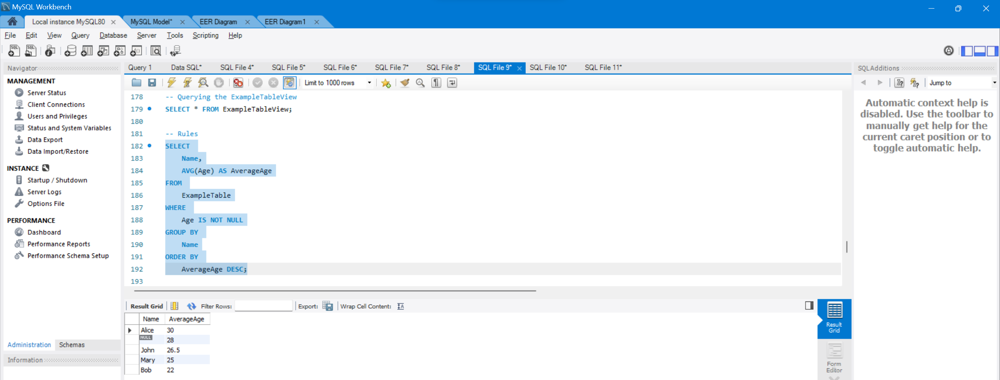 MySQL Workbench
Local instance MySQL80
MySQL Model*
EER Diagram
EER Diagram1
File Edit View Query Database Server Tools Scripting Help
Navigator
MANAGEMENT
Server Status
Client Connections
Users and Privileges
Status and System Variables
Data Export
Data Import/Restore
INSTANCE
Startup / Shutdown
Server Logs
Options File
PERFORMANCE
Dashboard
Performance Reports
Performance Schema Setup
Administration Schemas
Information
Query 1 Data SQL* SQL File 4* SQL File 5* SQL File 6* SQL File 7* SQL File 8* SQL File 9* SQL File 10* SQL File 11*
Limit to 1000 rows
178 -- Querying the ExampleTableView
179 SELECT * FROM ExampleTableView;
180
181 -- Rules
182 SELECT
183 Name,
184 AVG(Age) AS AverageAge
185 FROM
186 ExampleTable
187 WHERE
188 Age IS NOT NULL
189 GROUP BY
190 Name
191 ORDER BY
192 AverageAge DESC;
193
Result Grid Filter Rows: Export: Wrap Cell Content:
Name AverageAge
Alice 30
NULL 28
John 26.5
Mary 25
Bob 22
Result
Grid
Form
Editor
SQLAdditions
Jump to
Automatic context help is
disabled. Use the toolbar to
manually get help for the
current caret position or to
toggle automatic help.